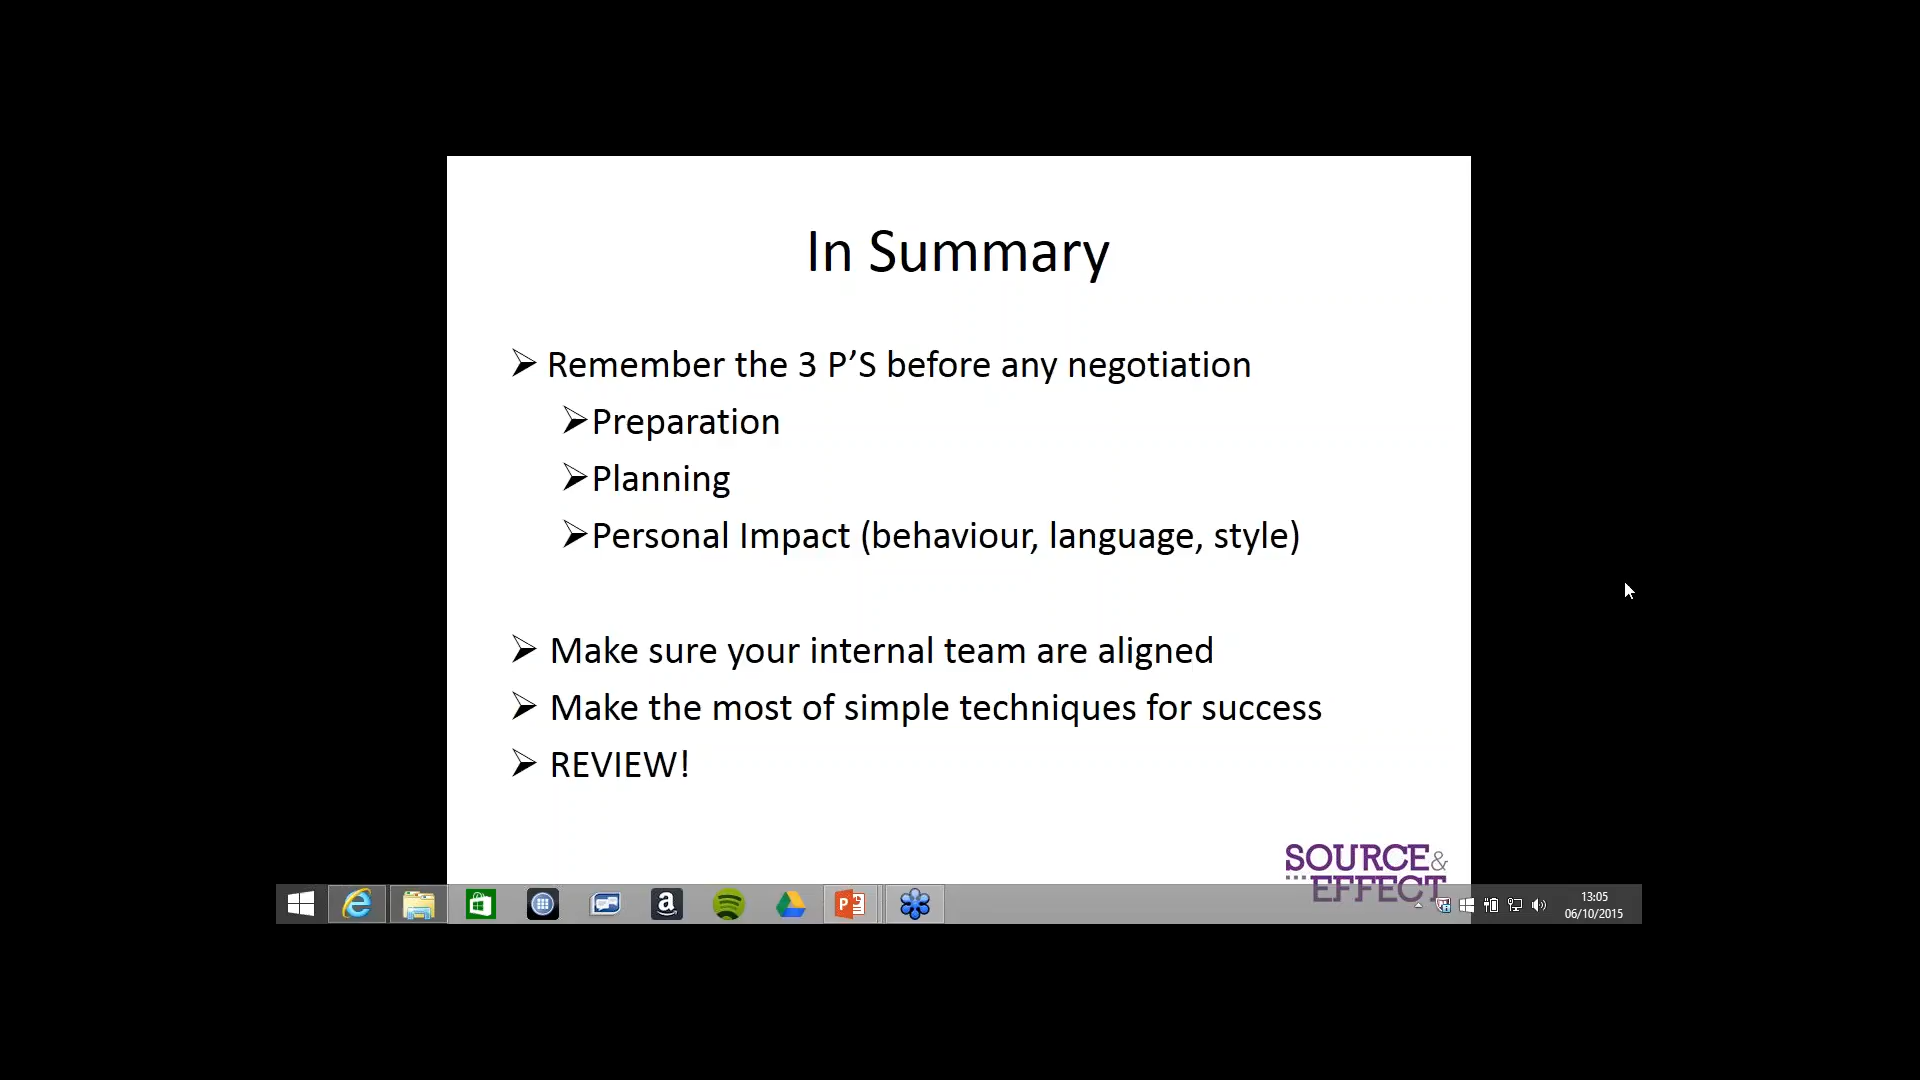 In Summary
➢ Remember the 3 P’S before any negotiation
➢Preparation
➢Planning
➢Personal Impact (behaviour, language, style)
➢ Make sure your internal team are aligned
➢ Make the most of simple techniques for success
➢ REVIEW!
SOURCE&
EFFECT
13:05
06/10/2015